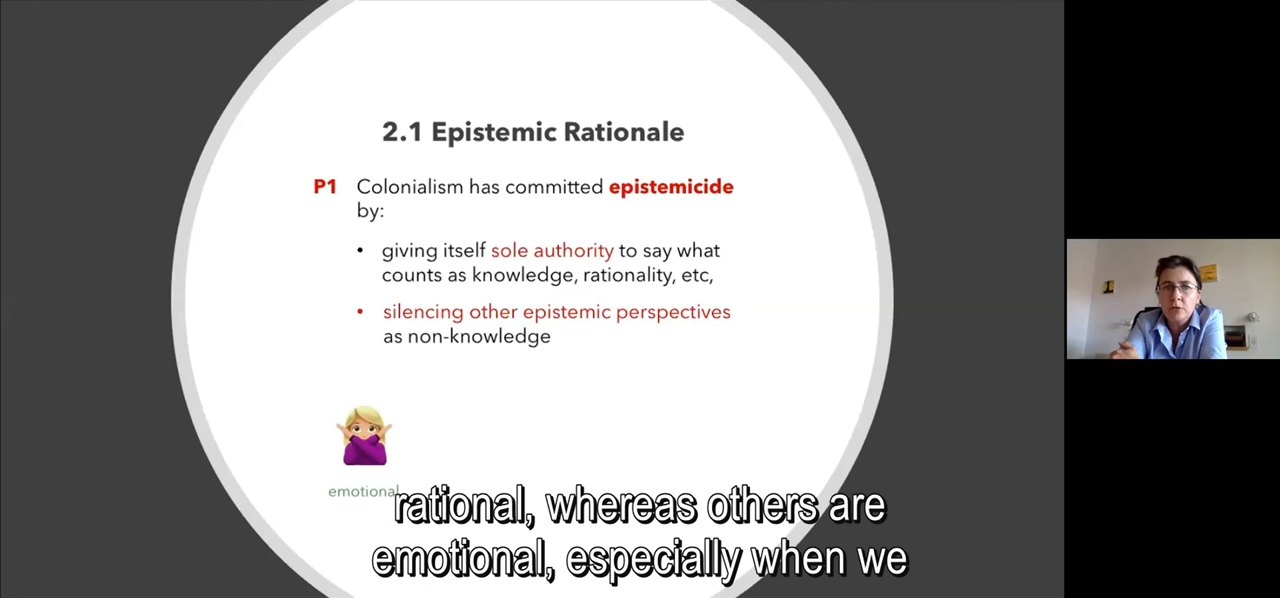 2.1 Epistemic Rationale
P1 Colonialism has committed epistemicide
by:
• giving itself sole authority to say what
counts as knowledge, rationality, etc,
• silencing other epistemic perspectives
as non-knowledge
emotional
rational, whereas others are
emotional, especially when we